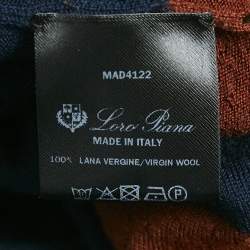 MAD4122
Loro Piana
MADE IN ITALY
100% LANA VERGINE/VIRGIN WOOL